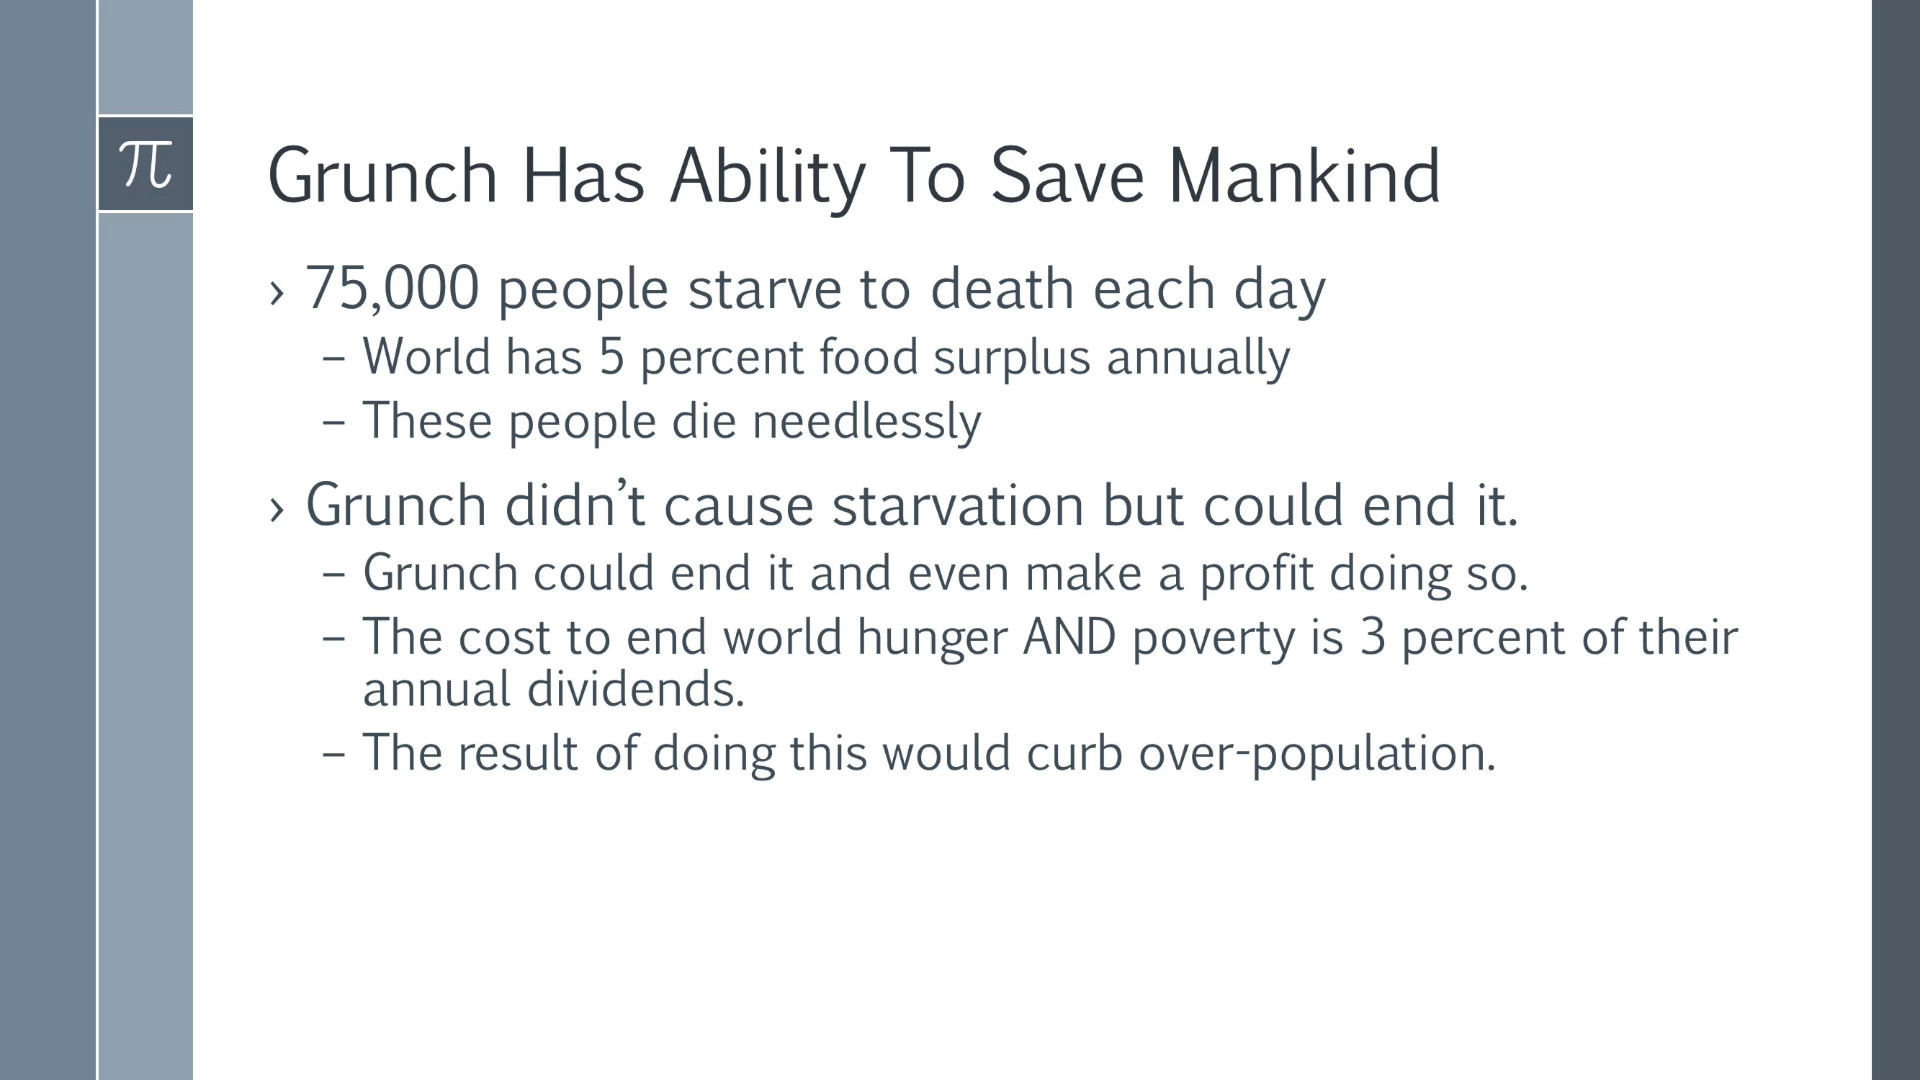 π
Grunch Has Ability To Save Mankind
› 75,000 people starve to death each day
– World has 5 percent food surplus annually
– These people die needlessly
› Grunch didn’t cause starvation but could end it.
– Grunch could end it and even make a profit doing so.
– The cost to end world hunger AND poverty is 3 percent of their
annual dividends.
– The result of doing this would curb over-population.